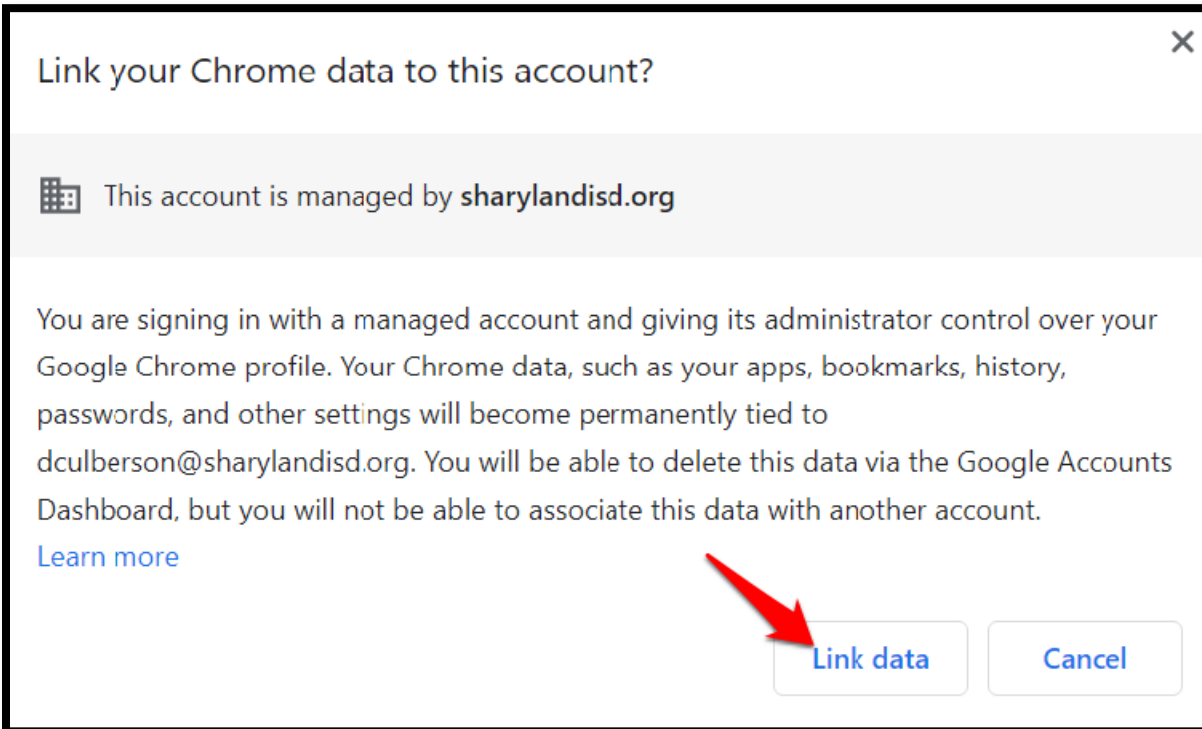 Link your Chrome data to this account?
This account is managed by sharylandisd.org
You are signing in with a managed account and giving its administrator control over your
Google Chrome profile. Your Chrome data, such as your apps, bookmarks, history,
passwords, and other settings will become permanently tied to
dculberson@sharylandisd.org. You will be able to delete this data via the Google Accounts
Dashboard, but you will not be able to associate this data with another account.
Learn more
Link data
Cancel